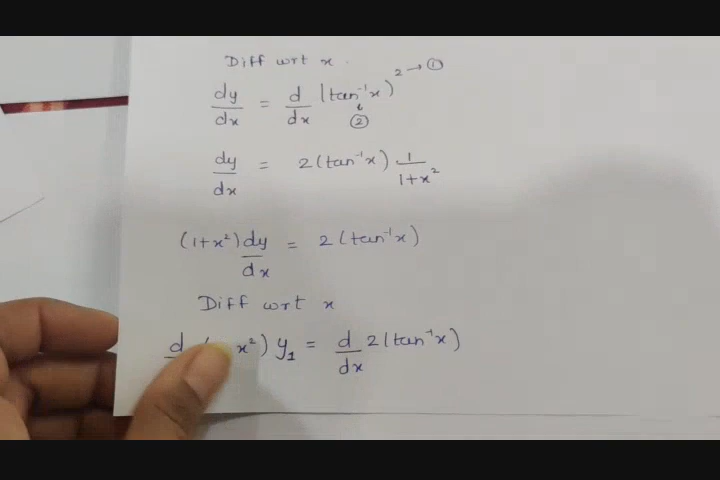 Diff wrt x.
dy/dx = d/dx (tan⁻¹x)² → ①
②
dy/dx = 2(tan⁻¹x) 1/1+x²
(1+x²) dy/dx = 2(tan⁻¹x)
Diff wrt x
d x²) y₁ = d/dx 2(tan⁻¹x)